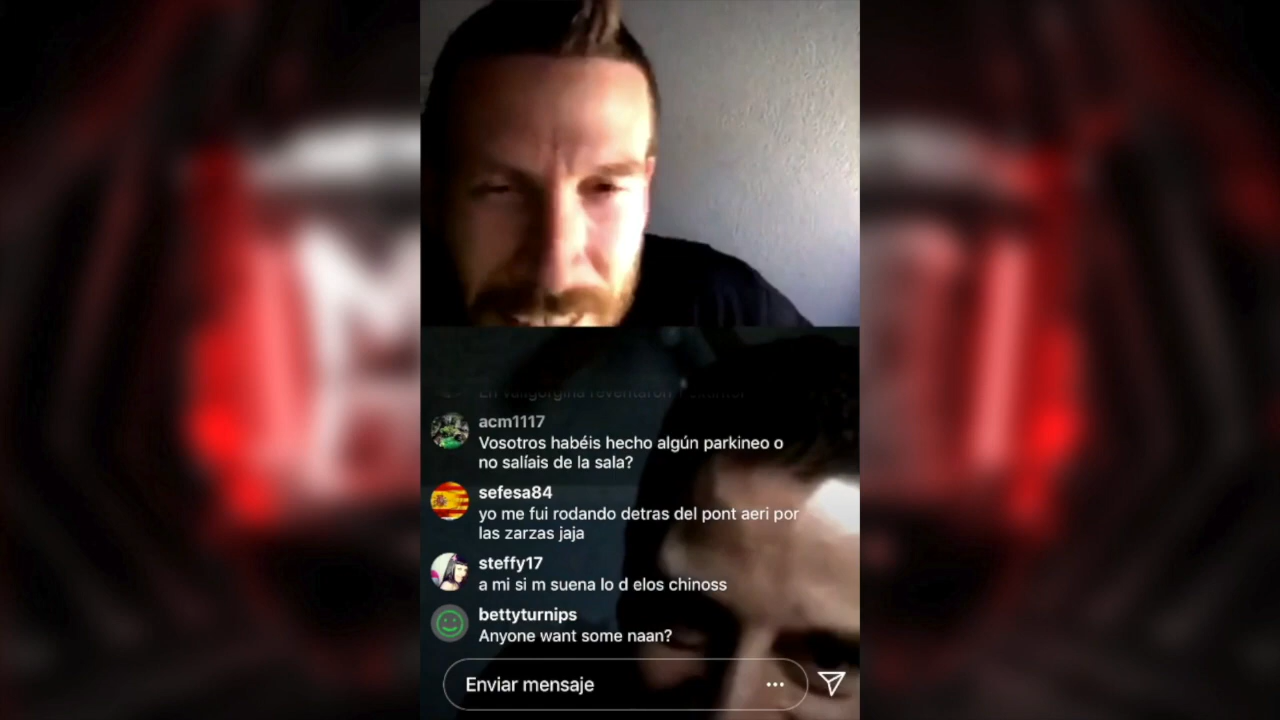 acm1117
Vosotros habéis hecho algún parkineo o
no salíais de la sala?
sefesa84
yo me fui rodando detras del pont aeri por
las zarzas jaja
steffy17
a mi si m suena lo d elos chinoss
bettyturnips
Anyone want some naan?
Enviar mensaje